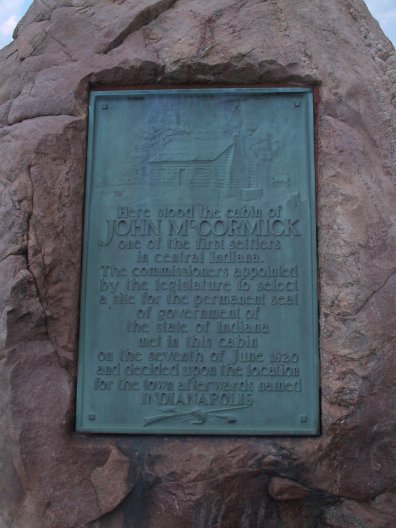 Here stood the cabin of
JOHN McCORMICK
one of the first settlers
in central Indiana.
The commissioners appointed
by the legislature to select
a site for the permanent seat
of government of
the state of Indiana
met in this cabin
on the seventh of June 1820
and decided upon the location
for the town afterwards named
INDIANAPOLIS